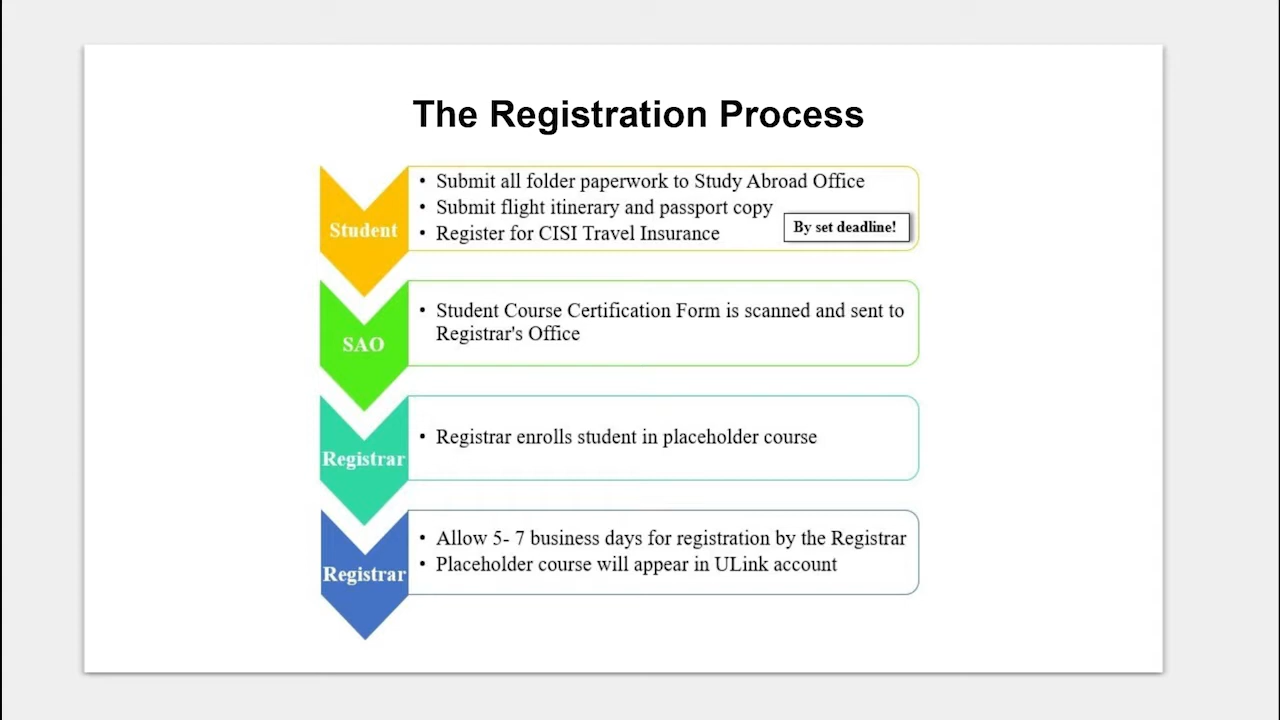 The Registration Process
Student
• Submit all folder paperwork to Study Abroad Office
• Submit flight itinerary and passport copy
• Register for CISI Travel Insurance
By set deadline!
SAO
• Student Course Certification Form is scanned and sent to
Registrar's Office
Registrar
• Registrar enrolls student in placeholder course
Registrar
• Allow 5- 7 business days for registration by the Registrar
• Placeholder course will appear in ULink account